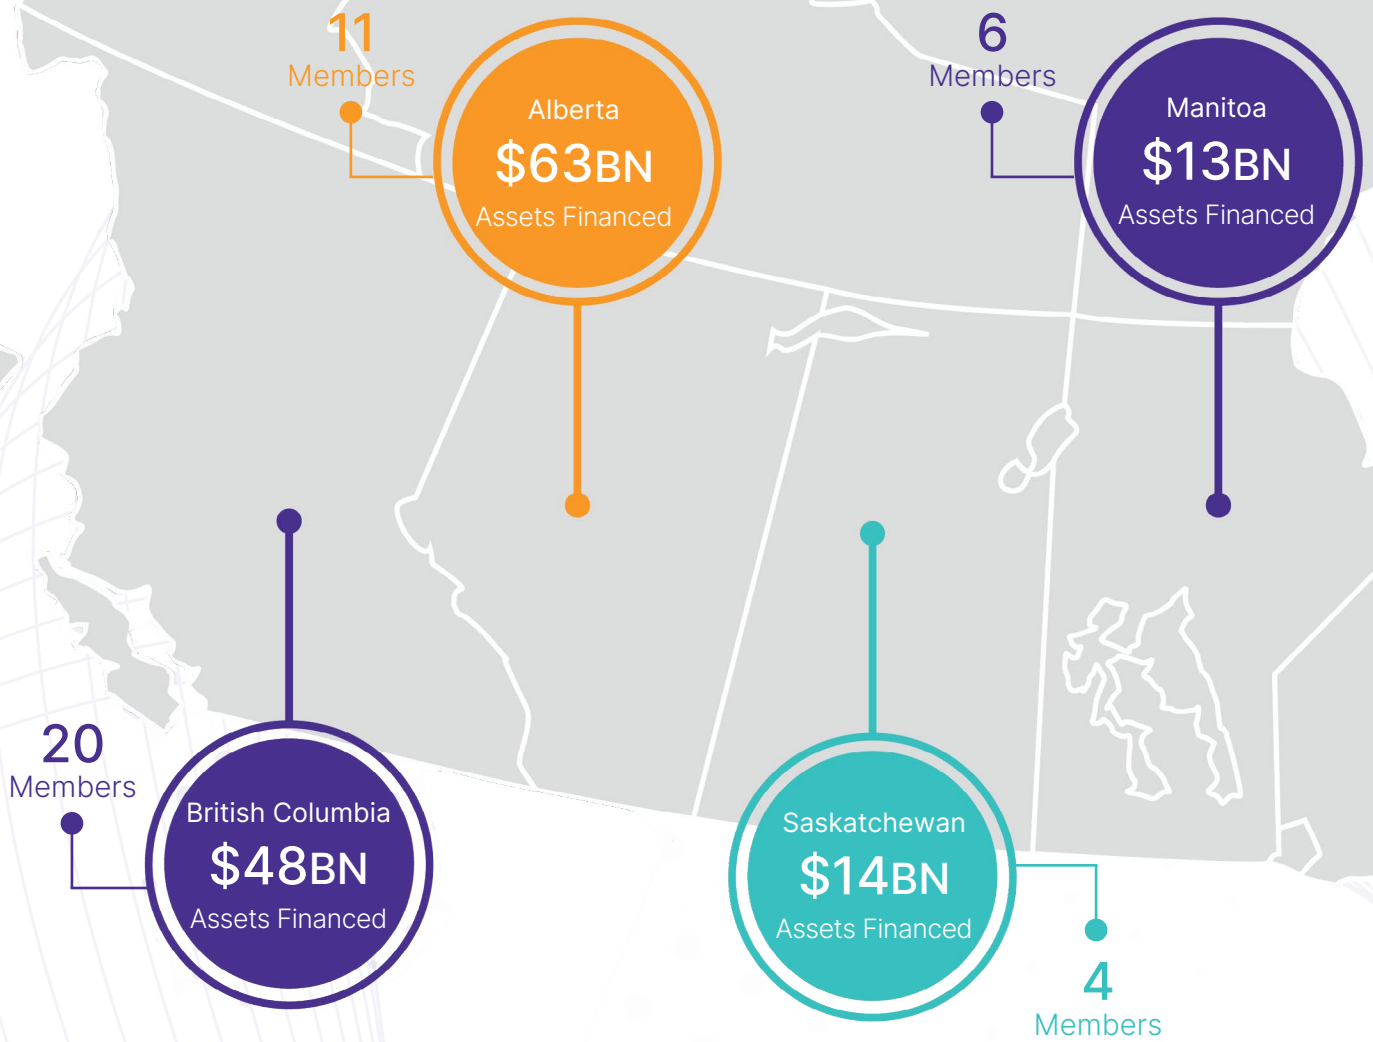 11
Members
Alberta
$63BN
Assets Financed
6
Members
Manitoa
$13BN
Assets Financed
20
Members
British Columbia
$48BN
Assets Financed
Saskatchewan
$14BN
Assets Financed
4
Members